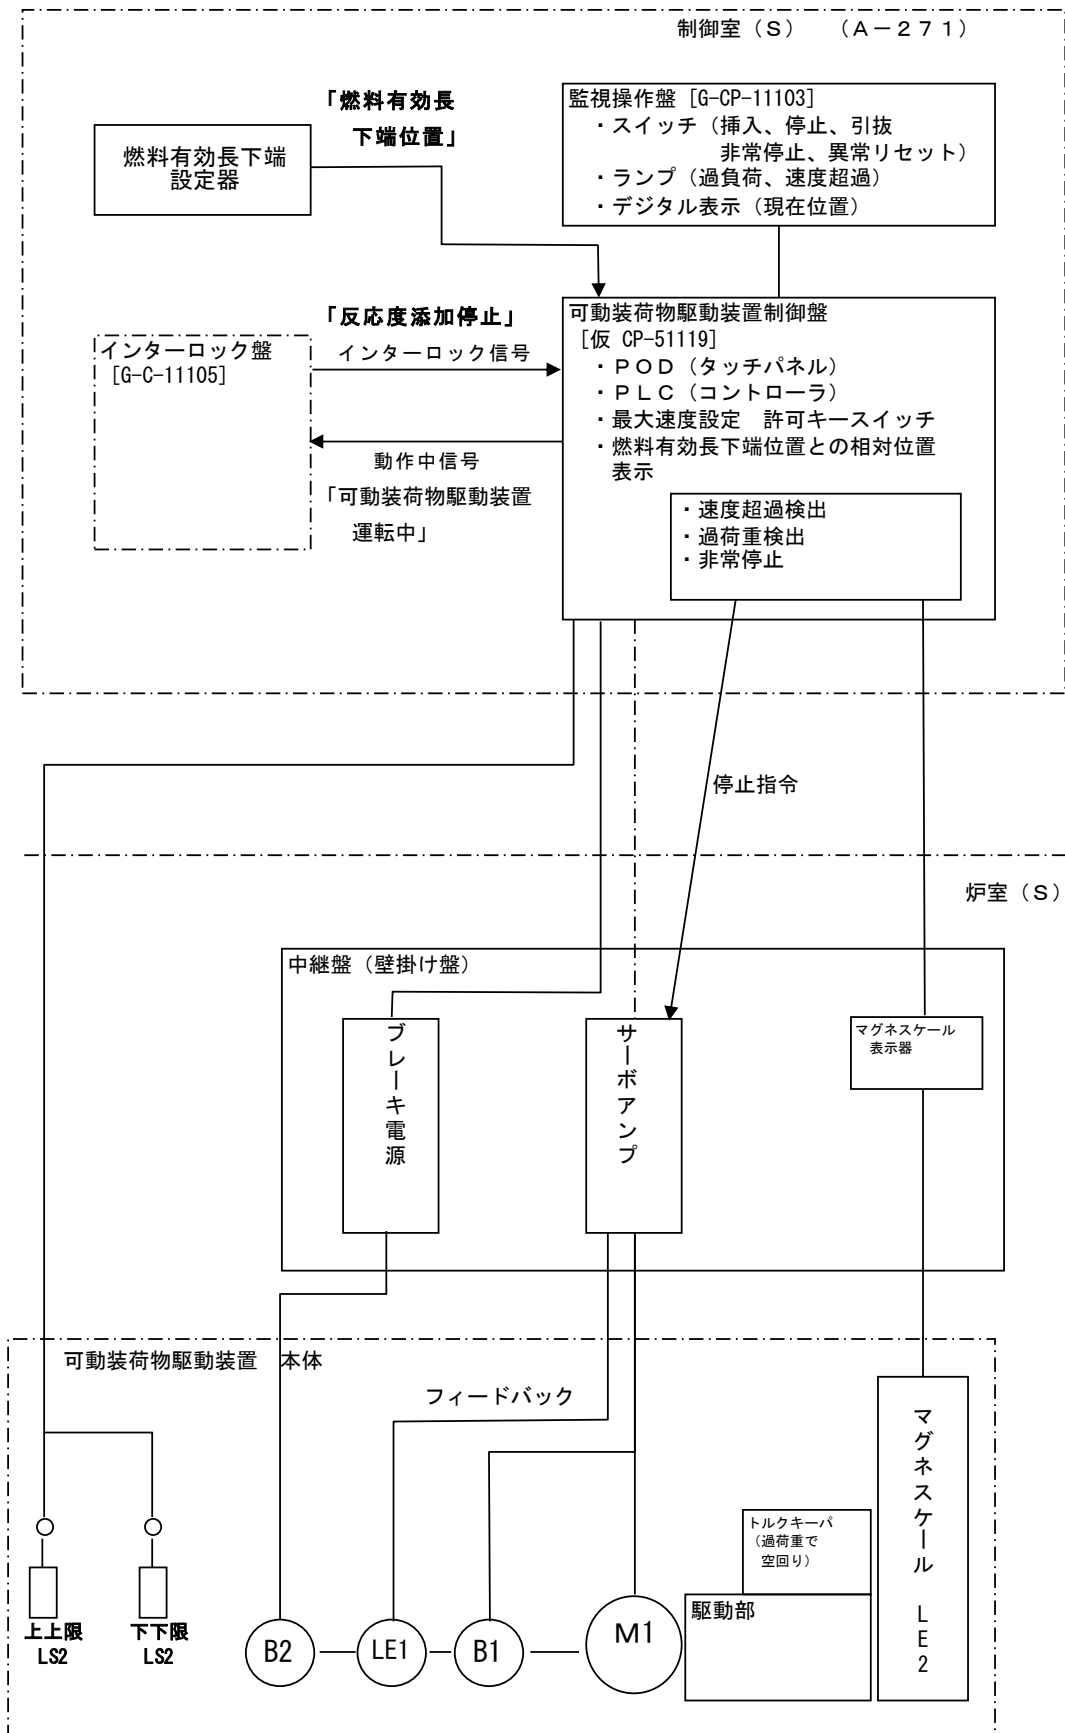 制御室（Ｓ）　（Ａ－２７１）
「燃料有効長
下端位置」
燃料有効長下端
設定器
監視操作盤［G-CP-11103］
・スイッチ（挿入、停止、引抜
非常停止、異常リセット）
・ランプ（過負荷、速度超過）
・デジタル表示（現在位置）
「反応度添加停止」
インターロック信号
インターロック盤
［G-C-11105］
動作中信号
「可動装荷物駆動装置
運転中」
可動装荷物駆動装置制御盤
［仮 CP-51119］
・ＰＯＤ（タッチパネル）
・ＰＬＣ（コントローラ）
・最大速度設定　許可キースイッチ
・燃料有効長下端位置との相対位置
表示
・速度超過検出
・過荷重検出
・非常停止
停止指令
炉室（Ｓ）
中継盤（壁掛け盤）
ブレーキ電源
サーボアンプ
マグネスケール
表示器
可動装荷物駆動装置　本体
フィードバック
マグネスケール　ＬＥ２
トルクキーパ
（過荷重で
空回り）
駆動部
上上限
LS2
下下限
LS2
B2
LE1
B1
M1